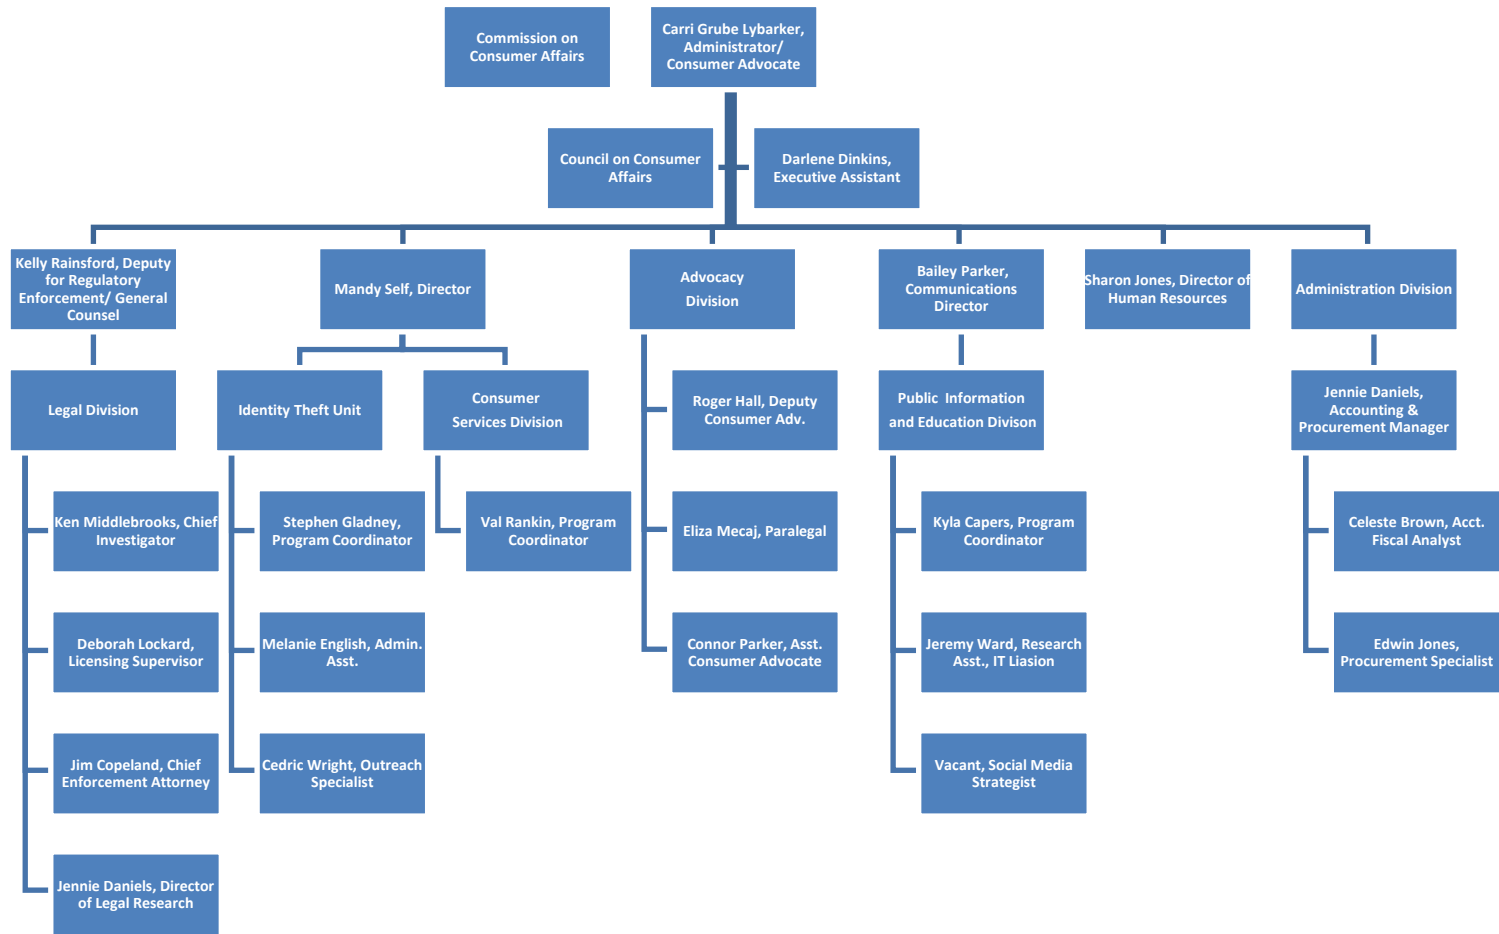 Commission on
Consumer Affairs
Carri Grube Lybarker,
Administrator/
Consumer Advocate
Council on Consumer
Affairs
Darlene Dinkins,
Executive Assistant
Kelly Rainsford, Deputy
for Regulatory
Enforcement/ General
Counsel
Mandy Self, Director
Advocacy
Division
Bailey Parker,
Communications
Director
Sharon Jones, Director of
Human Resources
Administration Division
Legal Division
Identity Theft Unit
Consumer
Services Division
Roger Hall, Deputy
Consumer Adv.
Public Information
and Education Divison
Jennie Daniels,
Accounting &
Procurement Manager
Ken Middlebrooks, Chief
Investigator
Stephen Gladney,
Program Coordinator
Val Rankin, Program
Coordinator
Eliza Mecaj, Paralegal
Kyla Capers, Program
Coordinator
Celeste Brown, Acct.
Fiscal Analyst
Deborah Lockard,
Licensing Supervisor
Melanie English, Admin.
Asst.
Connor Parker, Asst.
Consumer Advocate
Jeremy Ward, Research
Asst., IT Liasion
Edwin Jones,
Procurement Specialist
Jim Copeland, Chief
Enforcement Attorney
Cedric Wright, Outreach
Specialist
Vacant, Social Media
Strategist
Jennie Daniels, Director
of Legal Research